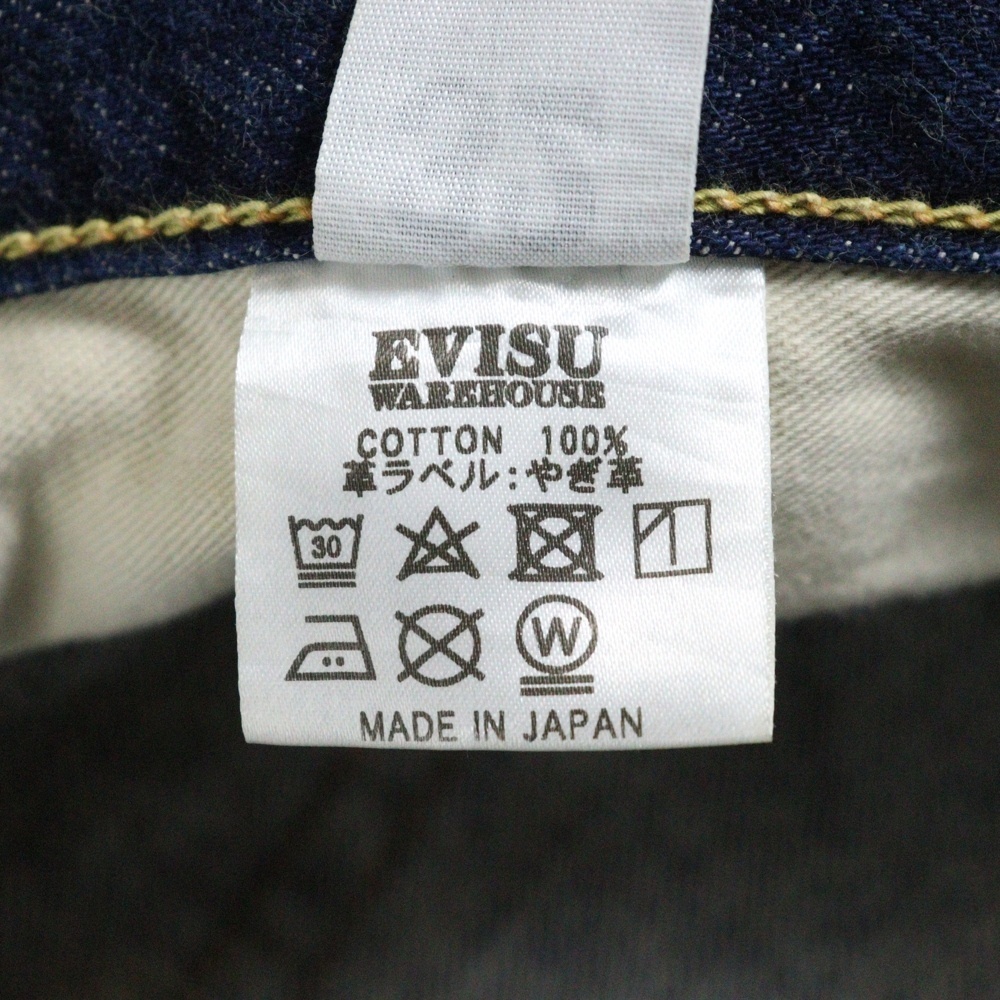 EVISU
WAREHOUSE
COTTON 100%
革ラベル:やぎ革
30
W
MADE IN JAPAN